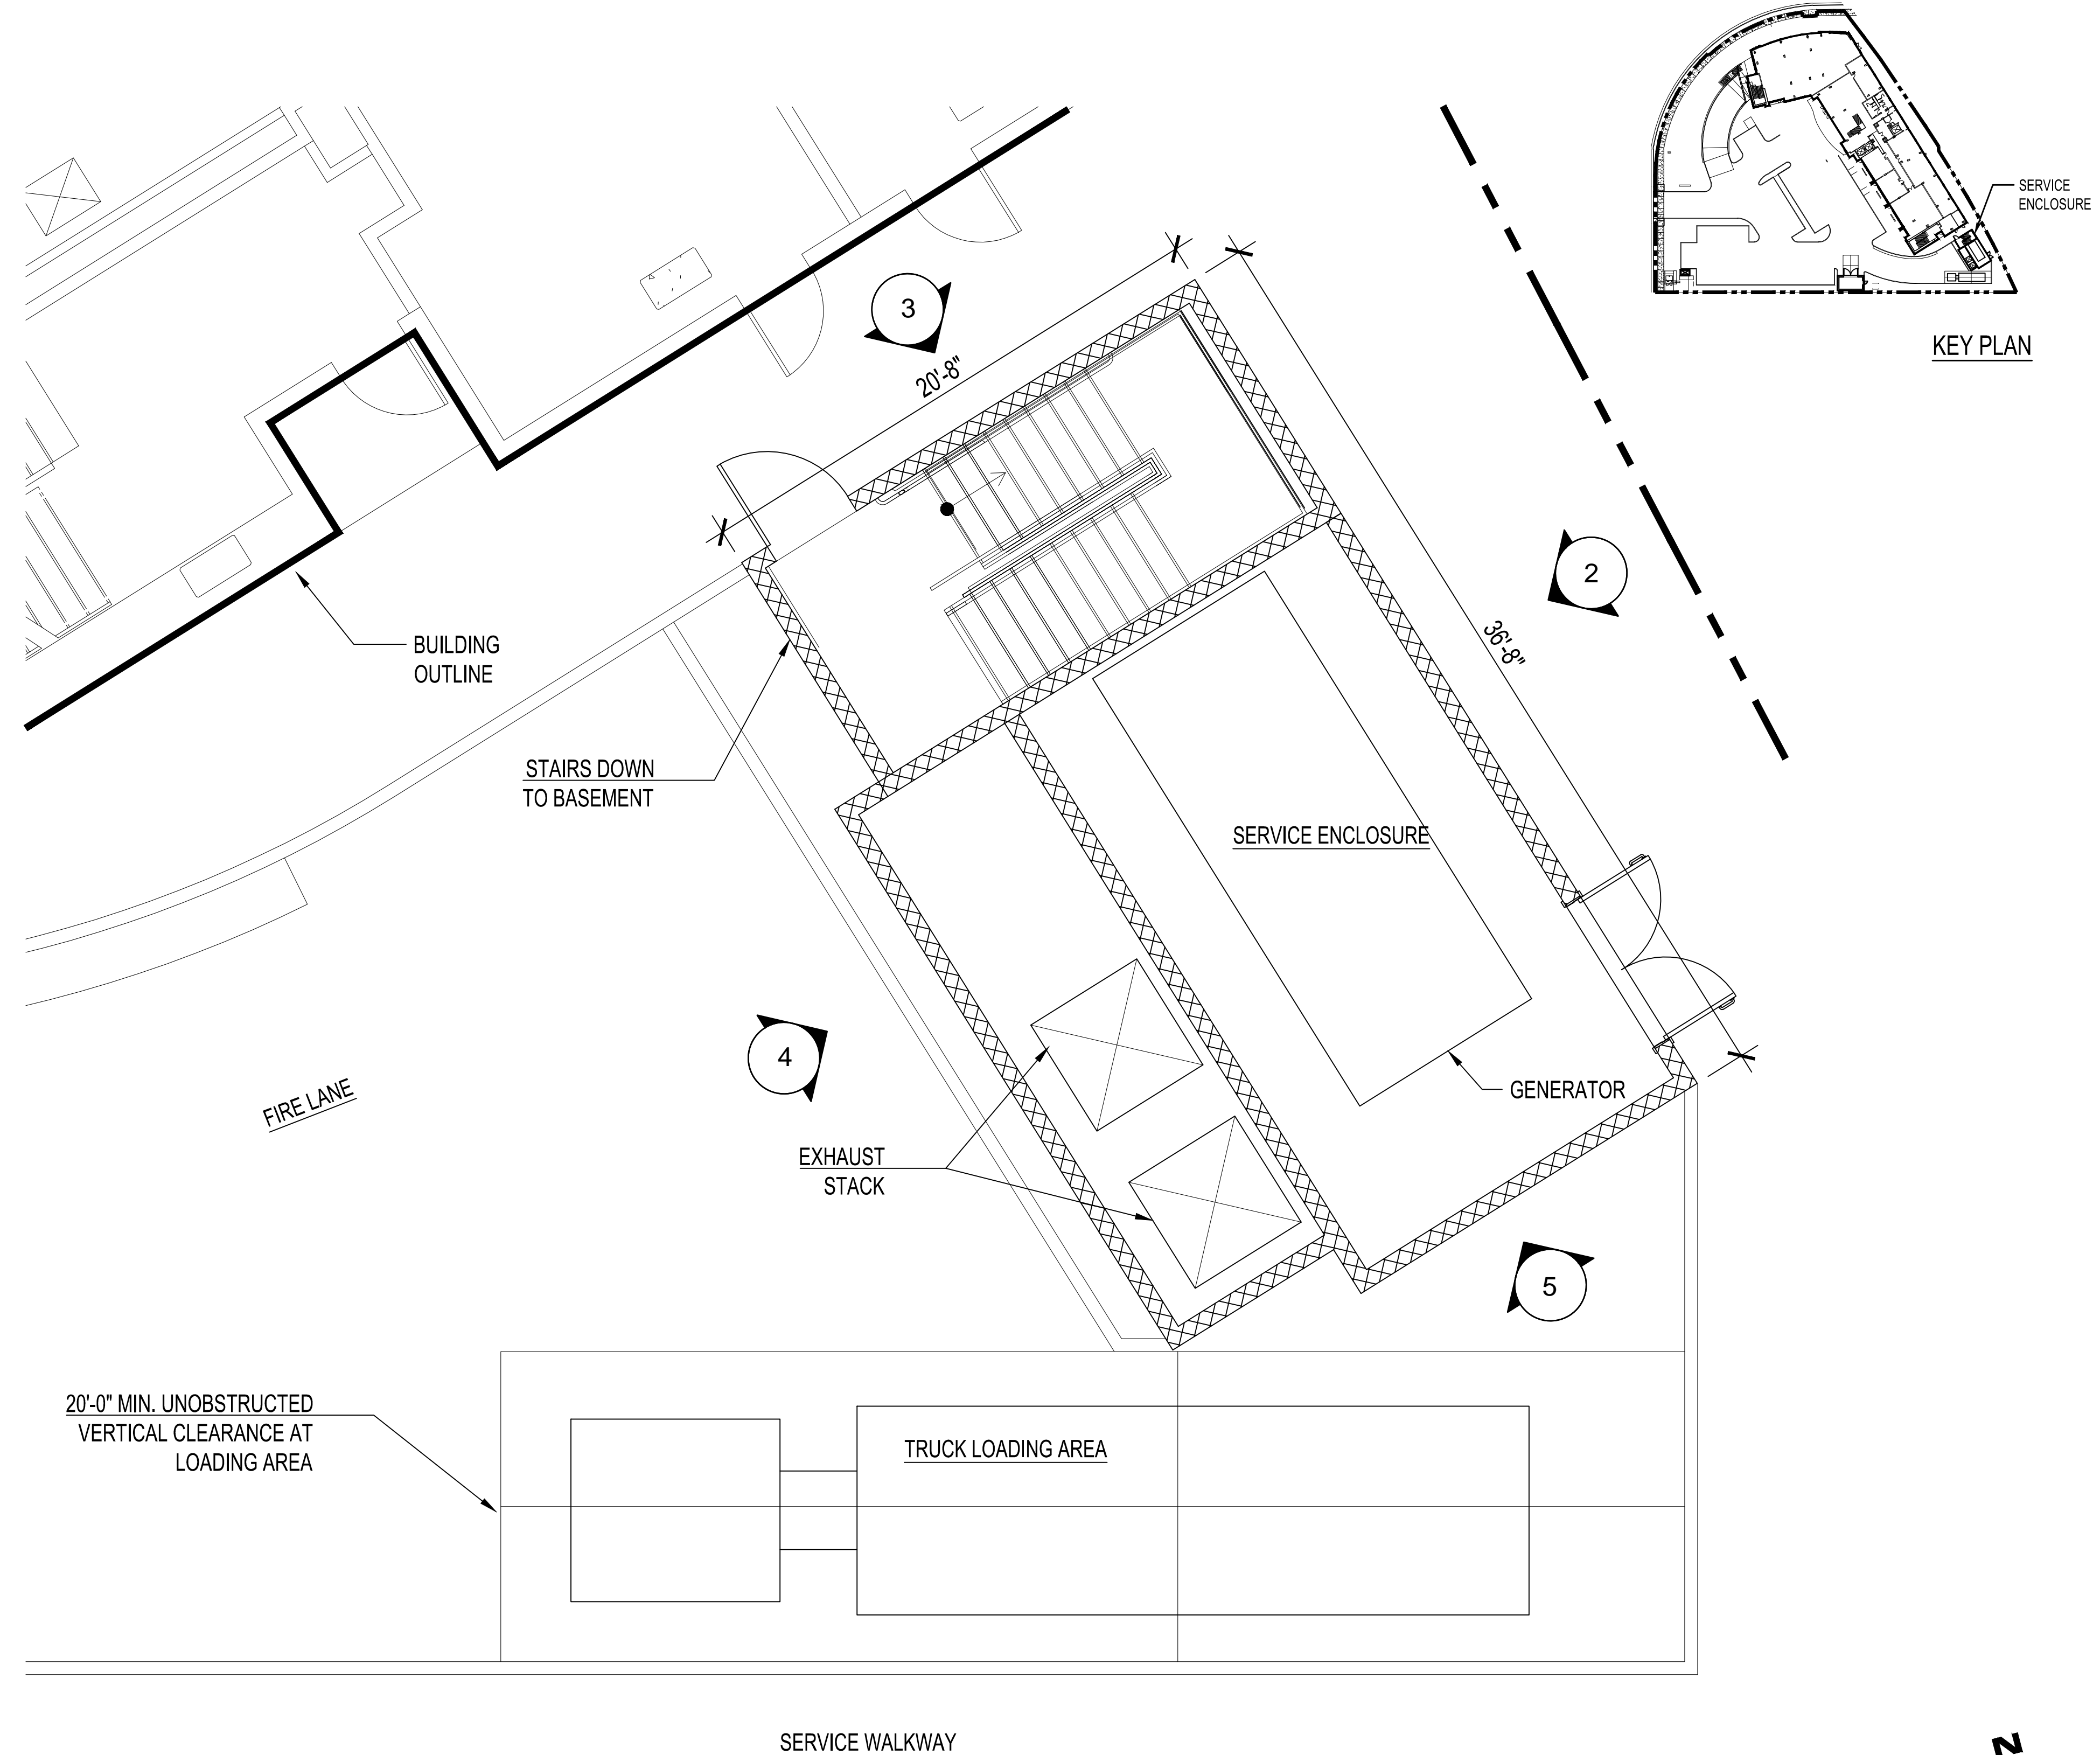 SERVICE
ENCLOSURE
KEY PLAN
3
20'-8"
2
36'-8"
BUILDING
OUTLINE
STAIRS DOWN
TO BASEMENT
SERVICE ENCLOSURE
4
GENERATOR
FIRE LANE
EXHAUST
STACK
5
20'-0" MIN. UNOBSTRUCTED
VERTICAL CLEARANCE AT
LOADING AREA
TRUCK LOADING AREA
SERVICE WALKWAY
N